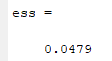 ess =
0.0479